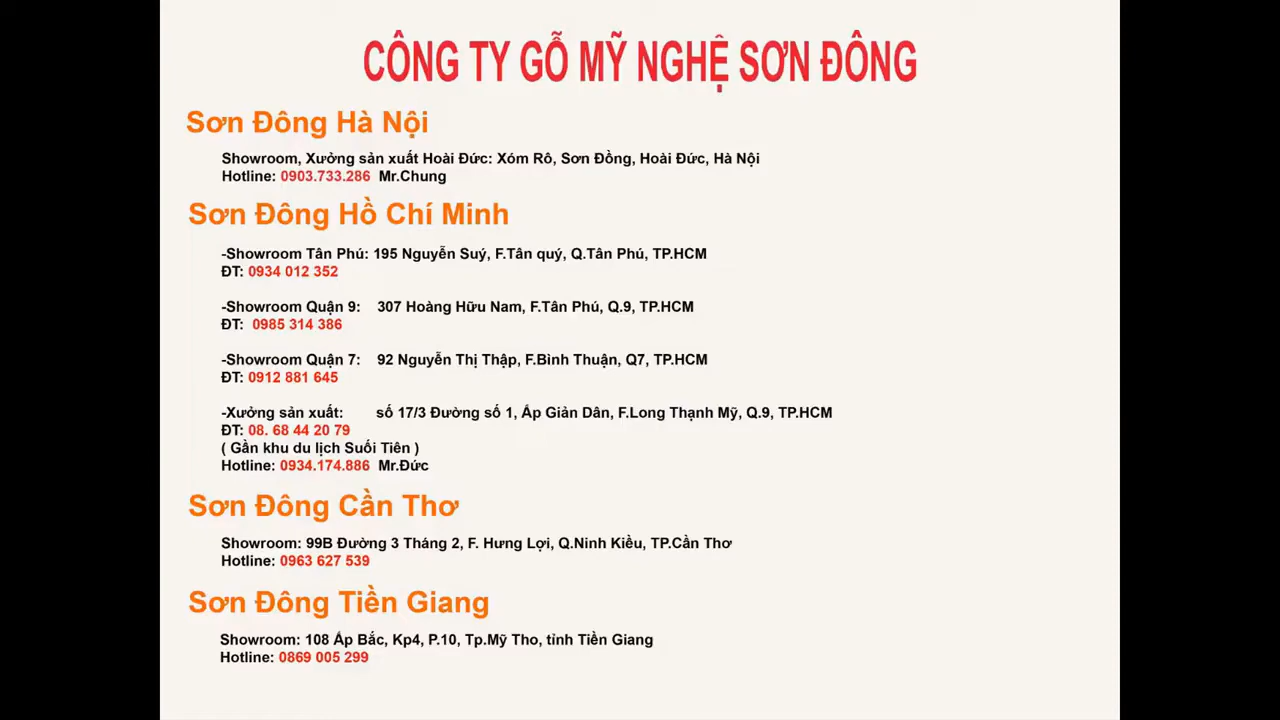 CÔNG TY GỖ MỸ NGHỆ SƠN ĐÔNG
Sơn Đông Hà Nội
Showroom, Xưởng sản xuất Hoài Đức: Xóm Rô, Sơn Đồng, Hoài Đức, Hà Nội
Hotline: 0903.733.286 Mr.Chung
Sơn Đông Hồ Chí Minh
-Showroom Tân Phú: 195 Nguyễn Suý, F.Tân quý, Q.Tân Phú, TP.HCM
ĐT: 0934 012 352
-Showroom Quận 9: 307 Hoàng Hữu Nam, F.Tân Phú, Q.9, TP.HCM
ĐT: 0985 314 386
-Showroom Quận 7: 92 Nguyễn Thị Thập, F.Bình Thuận, Q7, TP.HCM
ĐT: 0912 881 645
-Xưởng sản xuất: số 17/3 Đường số 1, Ấp Giản Dân, F.Long Thạnh Mỹ, Q.9, TP.HCM
ĐT: 08. 68 44 20 79
( Gần khu du lịch Suối Tiên )
Hotline: 0934.174.886 Mr.Đức
Sơn Đông Cần Thơ
Showroom: 99B Đường 3 Tháng 2, F. Hưng Lợi, Q.Ninh Kiều, TP.Cần Thơ
Hotline: 0963 627 539
Sơn Đông Tiền Giang
Showroom: 108 Ấp Bắc, Kp4, P.10, Tp.Mỹ Tho, tỉnh Tiền Giang
Hotline: 0869 005 299